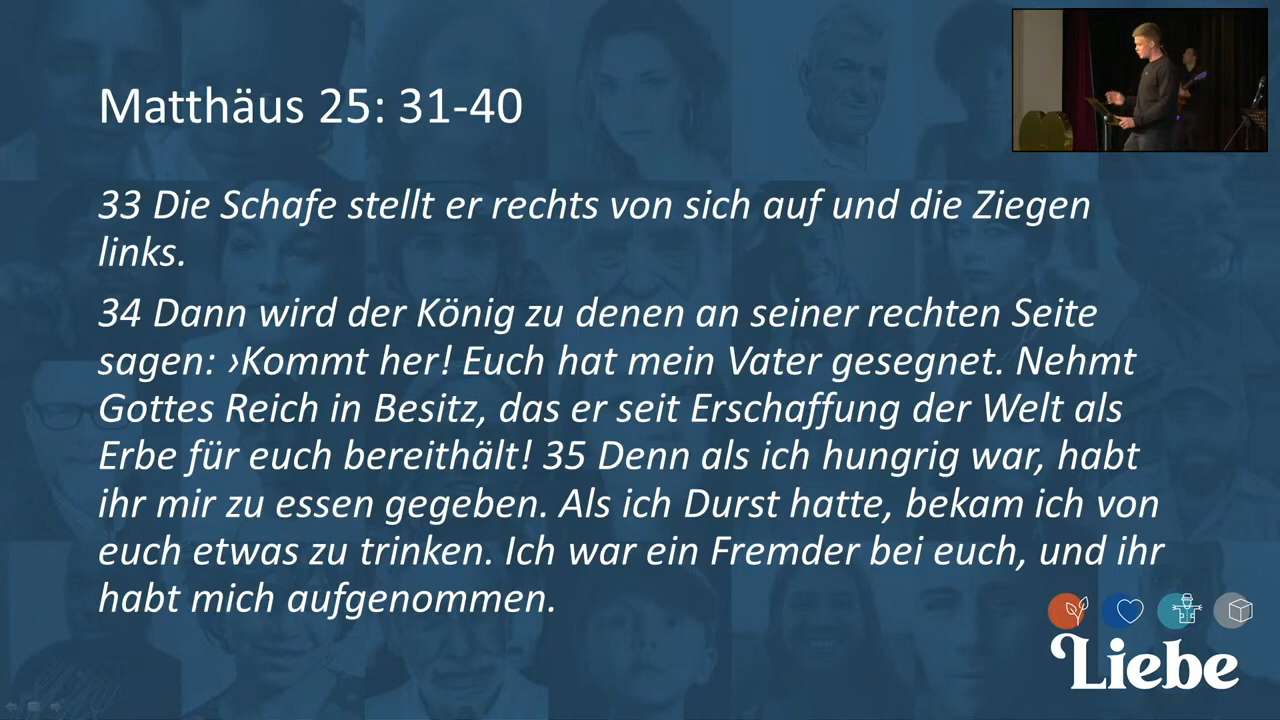 Matthäus 25: 31-40
33 Die Schafe stellt er rechts von sich auf und die Ziegen
links.
34 Dann wird der König zu denen an seiner rechten Seite
sagen: ›Kommt her! Euch hat mein Vater gesegnet. Nehmt
Gottes Reich in Besitz, das er seit Erschaffung der Welt als
Erbe für euch bereithält! 35 Denn als ich hungrig war, habt
ihr mir zu essen gegeben. Als ich Durst hatte, bekam ich von
euch etwas zu trinken. Ich war ein Fremder bei euch, und ihr
habt mich aufgenommen.
Liebe